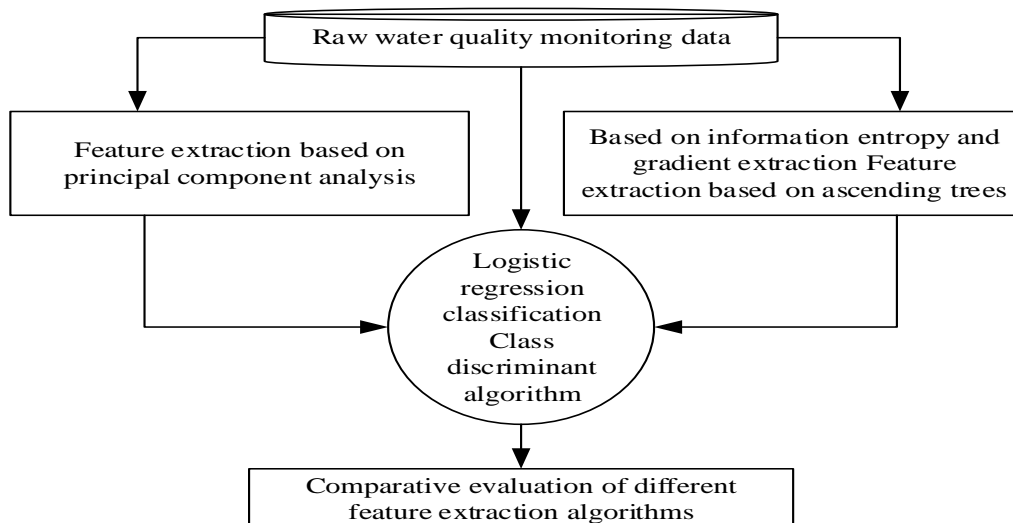 Raw water quality monitoring data
Feature extraction based on
principal component analysis
Based on information entropy and
gradient extraction Feature
extraction based on ascending trees
Logistic
regression
classification
Class
discriminant
algorithm
Comparative evaluation of different
feature extraction algorithms